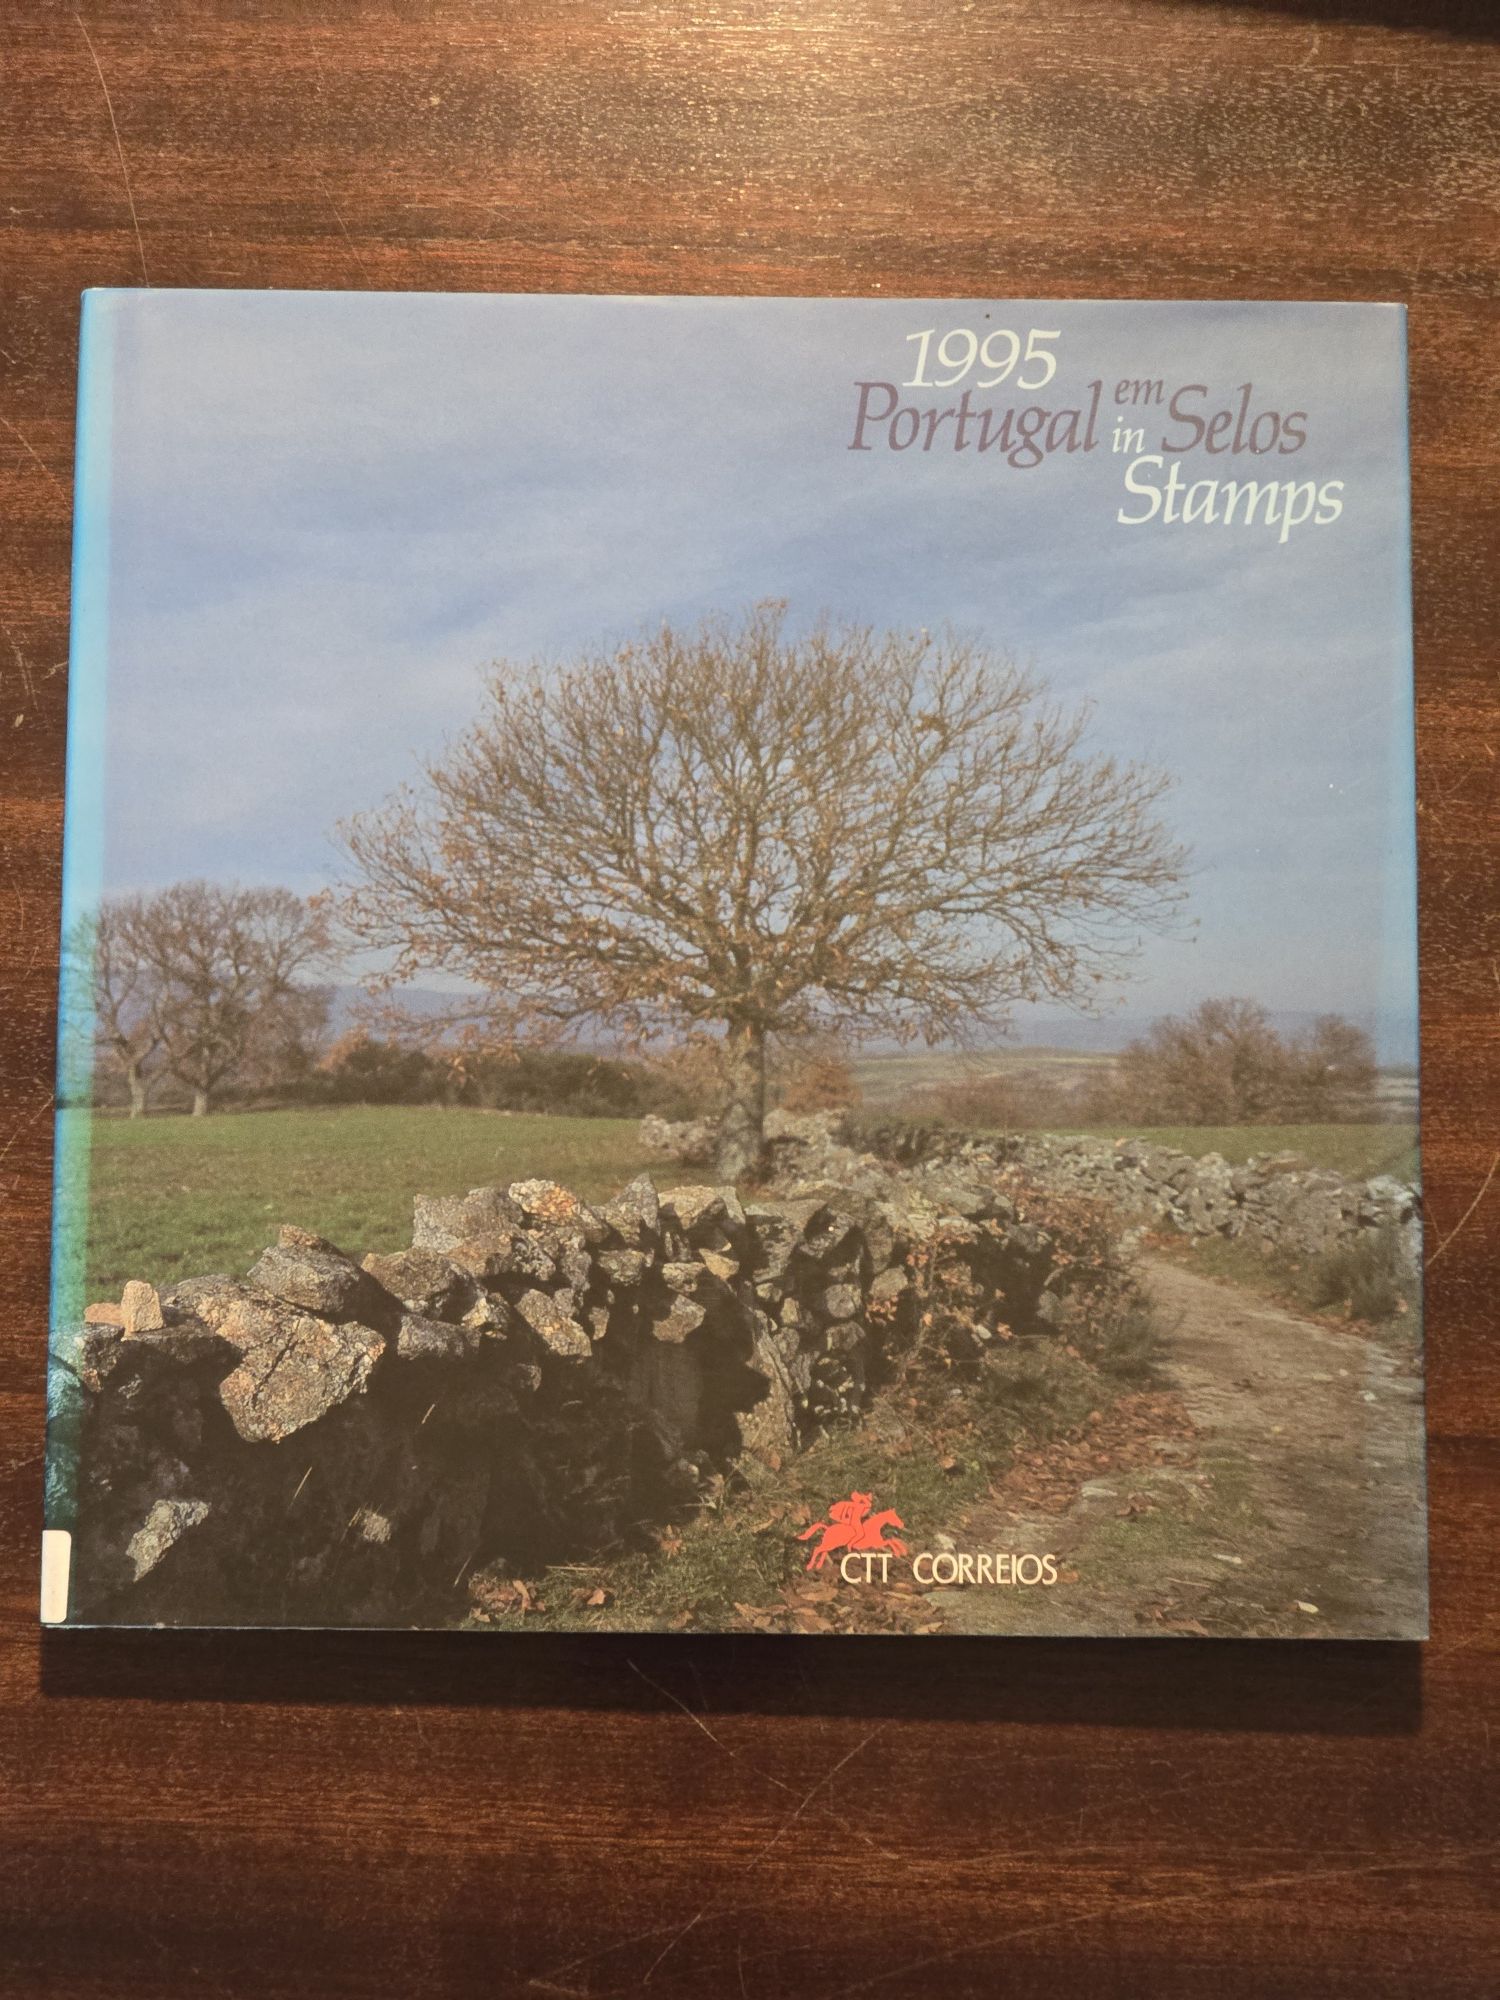 1995
Portugal em Selos
in
Stamps
CTT CORREIOS